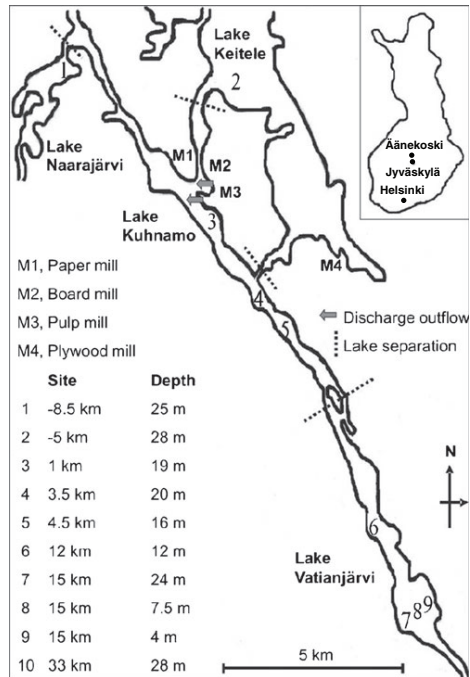 Lake
Keitele
1
2
Lake
Naarajärvi
M1
M2
M3
Lake
Kuhnamo
3
M4
4
5
Äänekoski
Jyväskylä
Helsinki
M1, Paper mill
M2, Board mill
M3, Pulp mill
M4, Plywood mill
Discharge outflow
Lake separation
Site Depth
1 -8.5 km 25 m
2 -5 km 28 m
3 1 km 19 m
4 3.5 km 20 m
5 4.5 km 16 m
6 12 km 12 m
7 15 km 24 m
8 15 km 7.5 m
9 15 km 4 m
10 33 km 28 m
N
6
Lake
Vatianjärvi
789
5 km